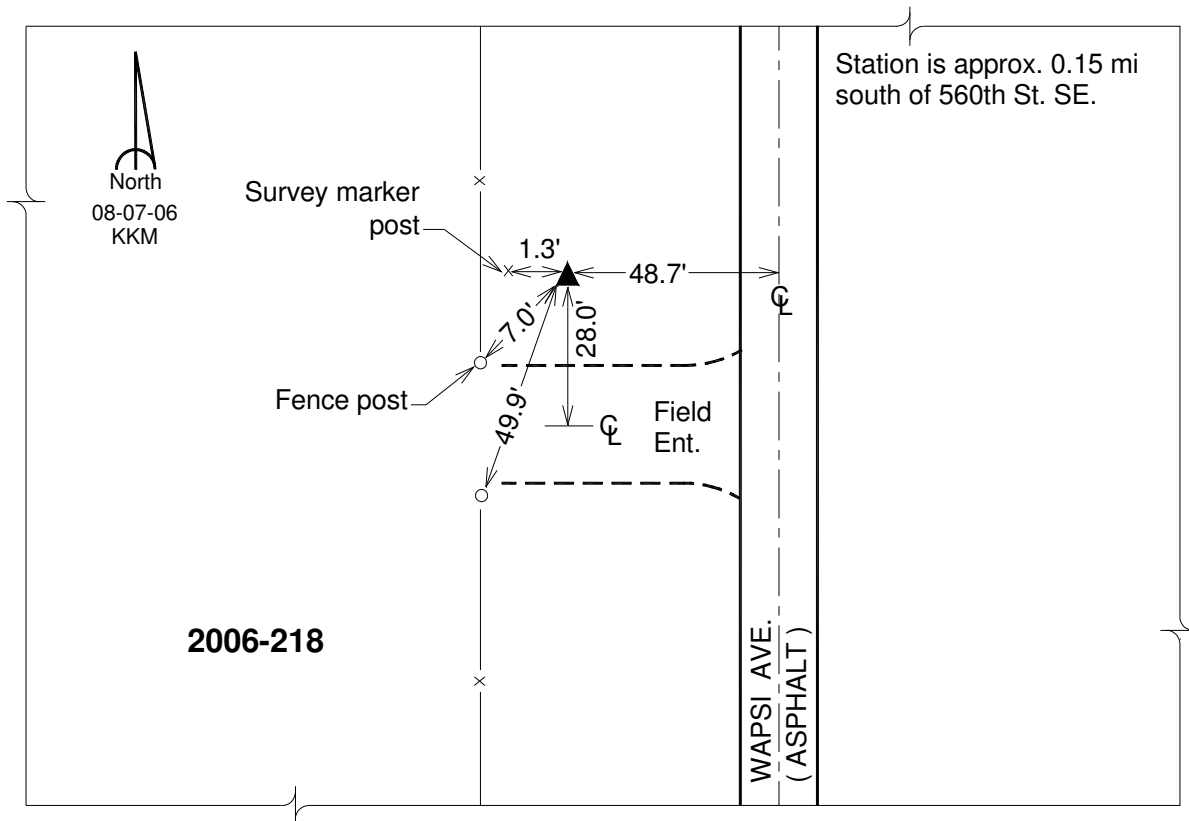 Station is approx. 0.15 mi
south of 560th St. SE.
North
08-07-06
KKM
Survey marker
post
1.3'
48.7'
℄
7.0'
28.0'
49.9'
Fence post
℄
Field
Ent.
2006-218
WAPSI AVE.
( ASPHALT )